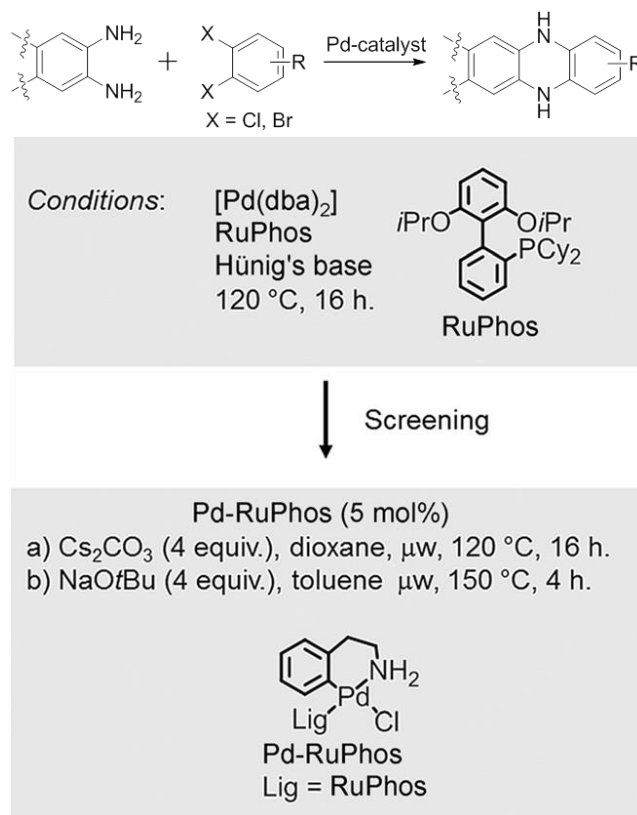 NH₂
NH₂
+
X
X
R
X = Cl, Br
Pd-catalyst
H
N
N
H
R
Conditions:
[Pd(dba)₂]
RuPhos
Hünig's base
120 °C, 16 h.
iPrO
OiPr
PCy₂
RuPhos
Screening
Pd-RuPhos (5 mol%)
a) Cs₂CO₃ (4 equiv.), dioxane, µw, 120 °C, 16 h.
b) NaOtBu (4 equiv.), toluene µw, 150 °C, 4 h.
NH₂
Pd
Lig
Cl
Pd-RuPhos
Lig = RuPhos